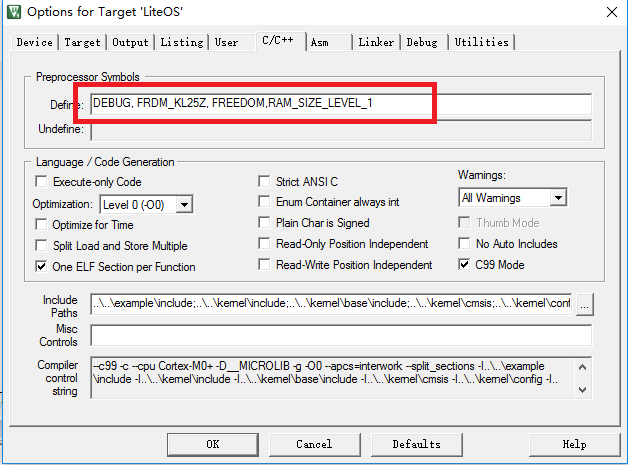 Options for Target 'LiteOS'
Device Target Output Listing User C/C++ Asm Linker Debug Utilities
Preprocessor Symbols
Define: DEBUG, FRDM_KL25Z, FREEDOM,RAM_SIZE_LEVEL_1
Undefine:
Language / Code Generation
Execute-only Code
Strict ANSI C
Warnings:
Optimization: Level 0 (-O0)
Enum Container always int
All Warnings
Optimize for Time
Plain Char is Signed
Thumb Mode
Split Load and Store Multiple
Read-Only Position Independent
No Auto Includes
One ELF Section per Function
Read-Write Position Independent
C99 Mode
Include
Paths
..\..\example\include;..\..\kernel\include;..\..\kernel\base\include;..\..\kernel\cmsis;..\..\kernel\conf
...
Misc
Controls
Compiler
control
string
--c99 -c --cpu Cortex-M0+ -D__MICROLIB -g -O0 --apcs=interwork --split_sections -I..\..\example
\include -I..\..\kernel\include -I..\..\kernel\base\include -I..\..\kernel\cmsis -I..\..\kernel\config -I..
OK Cancel Defaults Help